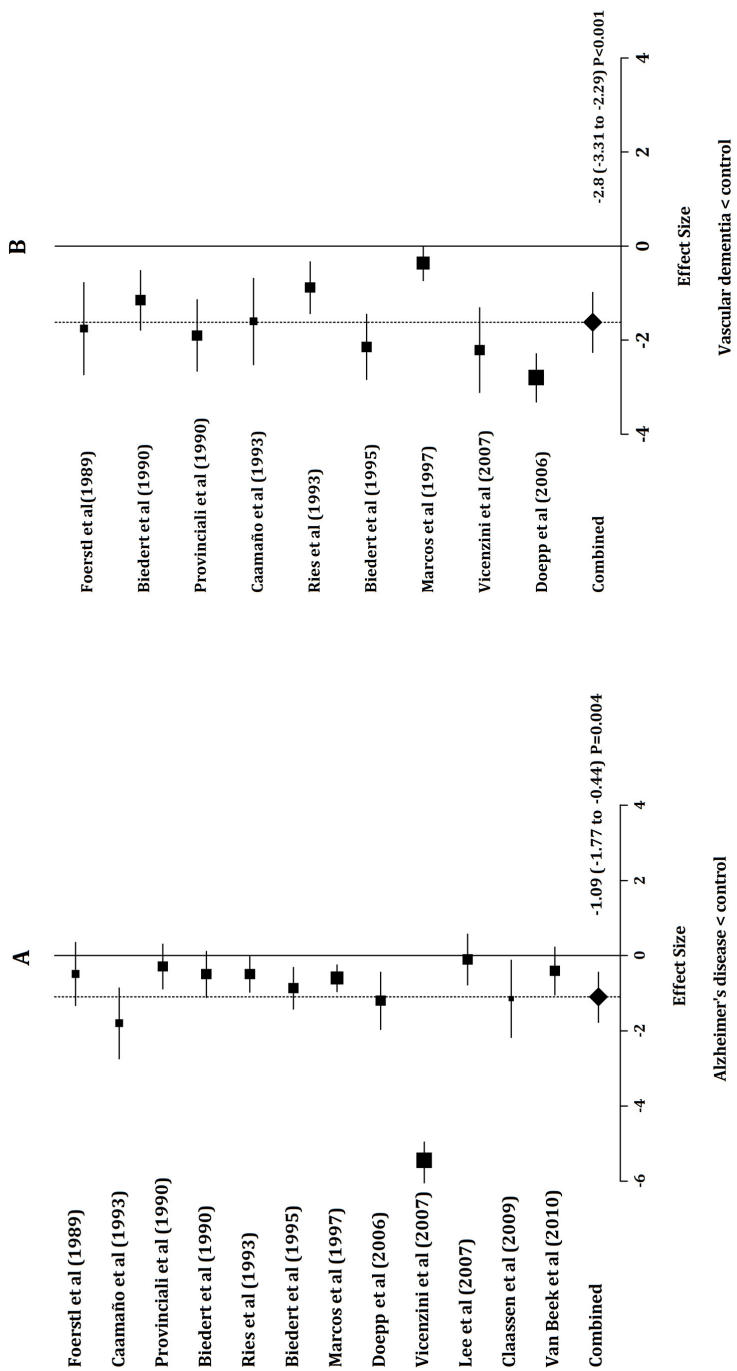 A
Foerstl et al (1989)
Caamaño et al (1993)
Provinciali et al (1990)
Biedert et al (1990)
Ries et al (1993)
Biedert et al (1995)
Marcos et al (1997)
Doepp et al (2006)
Vicenzini et al (2007)
Lee et al (2007)
Claassen et al (2009)
Van Beek et al (2010)
Combined
-1.09 (-1.77 to -0.44) P=0.004
-6 -4 -2 0 2 4
Effect Size
Alzheimer's disease < control
B
Foerstl et al(1989)
Biedert et al (1990)
Provinciali et al (1990)
Caamaño et al (1993)
Ries et al (1993)
Biedert et al (1995)
Marcos et al (1997)
Vicenzini et al (2007)
Doepp et al (2006)
Combined
-2.8 (-3.31 to -2.29) P<0.001
-4 -2 0 2 4
Effect Size
Vascular dementia < control